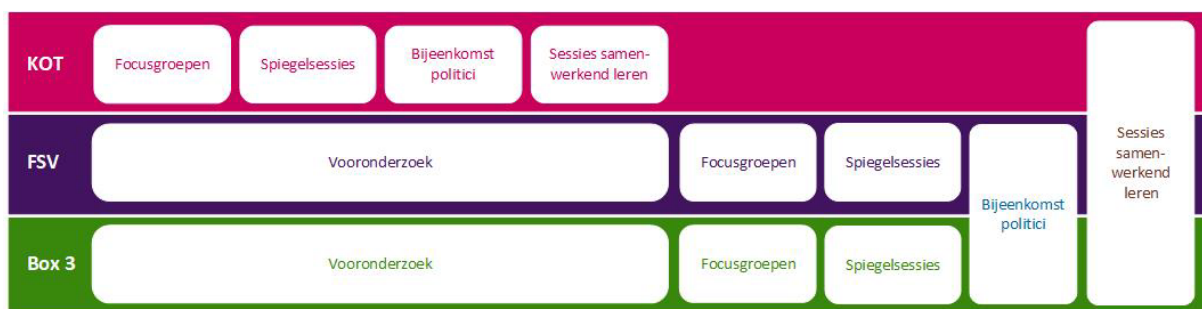 KOT
Focusgroepen
Spiegelsessies
Bijeenkomst
politici
Sessies samen-
werkend leren
FSV
Vooronderzoek
Focusgroepen
Spiegelsessies
Box 3
Vooronderzoek
Focusgroepen
Spiegelsessies
Bijeenkomst
politici
Sessies
samen-
werkend
leren